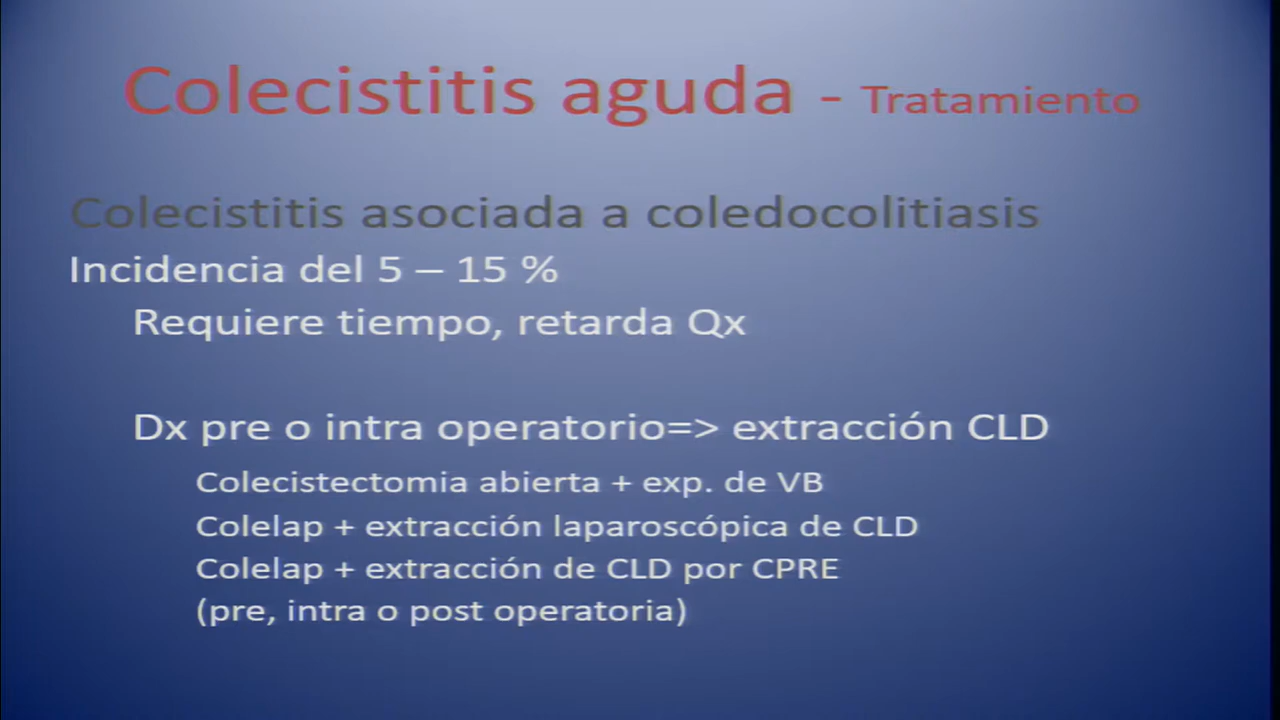 Colecistitis aguda - Tratamiento
Colecistitis asociada a coledocolitiasis
Incidencia del 5 – 15 %
Requiere tiempo, retarda Qx
Dx pre o intra operatorio=> extracción CLD
Colecistectomia abierta + exp. de VB
Colelap + extracción laparoscópica de CLD
Colelap + extracción de CLD por CPRE
(pre, intra o post operatoria)